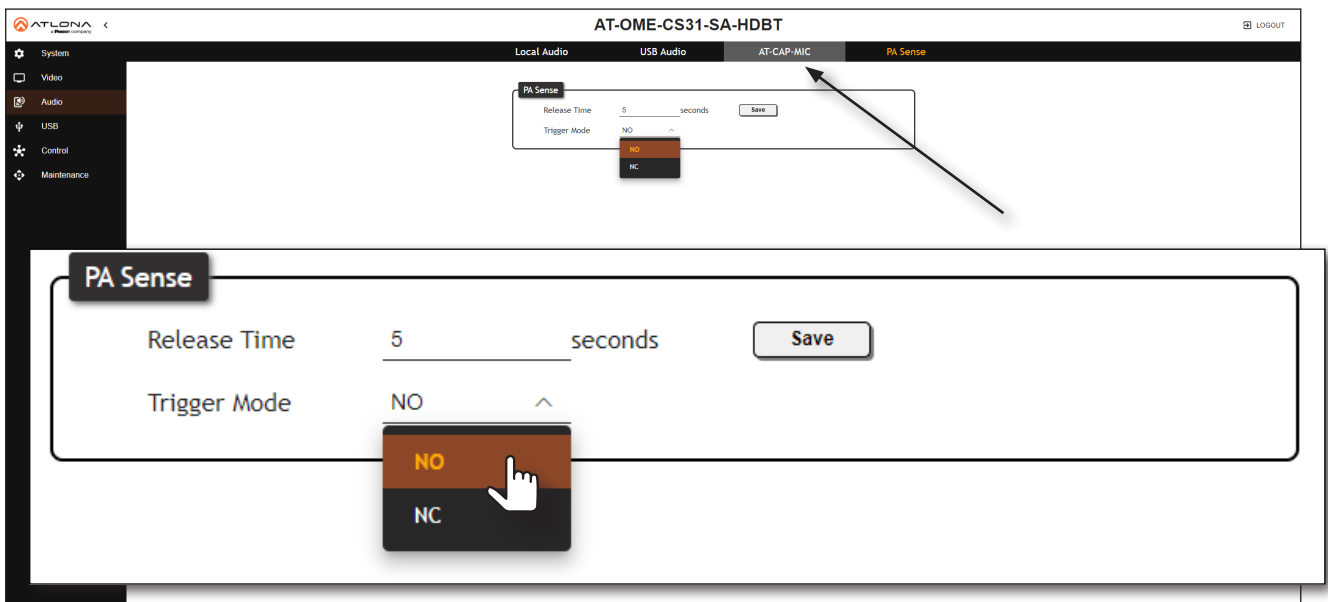 ATLONA
a Panduit company
AT-OME-CS31-SA-HDBT
LOGOUT
System
Local Audio USB Audio AT-CAP-MIC PA Sense
Video
Audio
USB
Control
Maintenance
PA Sense
Release Time 5 seconds Save
Trigger Mode NO
NO
NC
PA Sense
Release Time 5 seconds Save
Trigger Mode NO
NO
NC